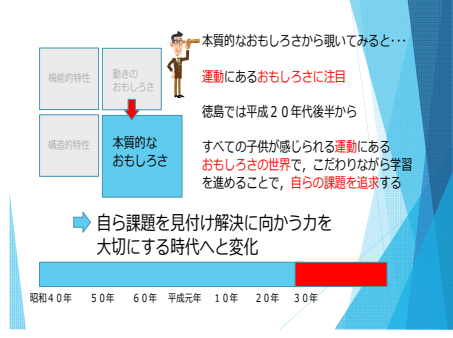 本質的なおもしろさから覗いてみると･･･
機能的特性
動きの
おもしろさ
運動にあるおもしろさに注目
徳島では平成２０年代後半から
構造的特性
本質的な
おもしろさ
すべての子供が感じられる運動にある
おもしろさの世界で，こだわりながら学習
を進めることで，自らの課題を追求する
自ら課題を見付け解決に向かう力を
大切にする時代へと変化
昭和４０年 ５０年 ６０年 平成元年 １０年 ２０年 ３０年